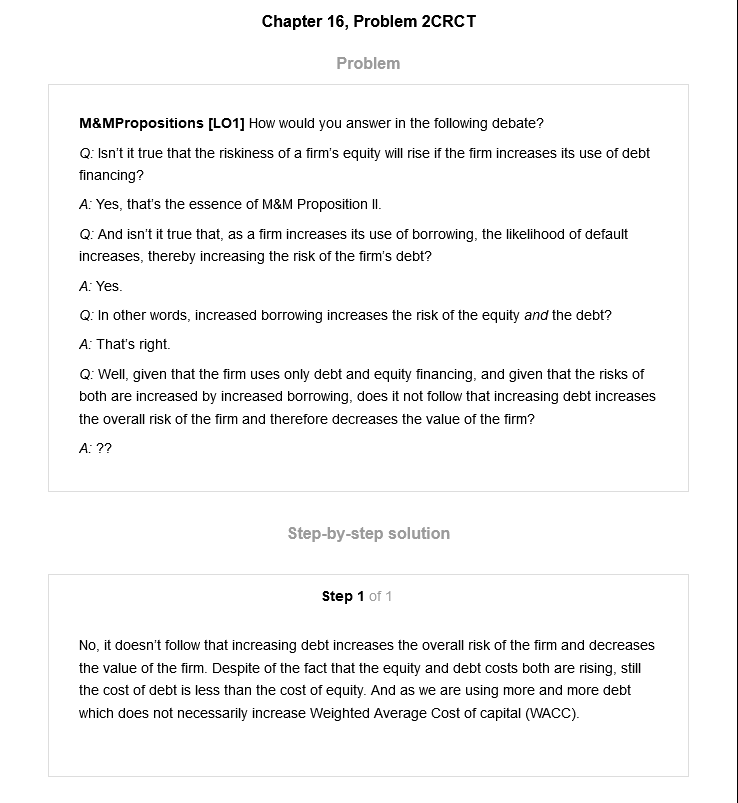 Chapter 16, Problem 2CRCT
Problem
M&MPropositions [LO1] How would you answer in the following debate?
Q: Isn't it true that the riskiness of a firm's equity will rise if the firm increases its use of debt
financing?
A: Yes, that's the essence of M&M Proposition II.
Q: And isn't it true that, as a firm increases its use of borrowing, the likelihood of default
increases, thereby increasing the risk of the firm's debt?
A: Yes.
Q: In other words, increased borrowing increases the risk of the equity and the debt?
A: That's right.
Q: Well, given that the firm uses only debt and equity financing, and given that the risks of
both are increased by increased borrowing, does it not follow that increasing debt increases
the overall risk of the firm and therefore decreases the value of the firm?
A: ??
Step-by-step solution
Step 1 of 1
No, it doesn't follow that increasing debt increases the overall risk of the firm and decreases
the value of the firm. Despite of the fact that the equity and debt costs both are rising, still
the cost of debt is less than the cost of equity. And as we are using more and more debt
which does not necessarily increase Weighted Average Cost of capital (WACC).